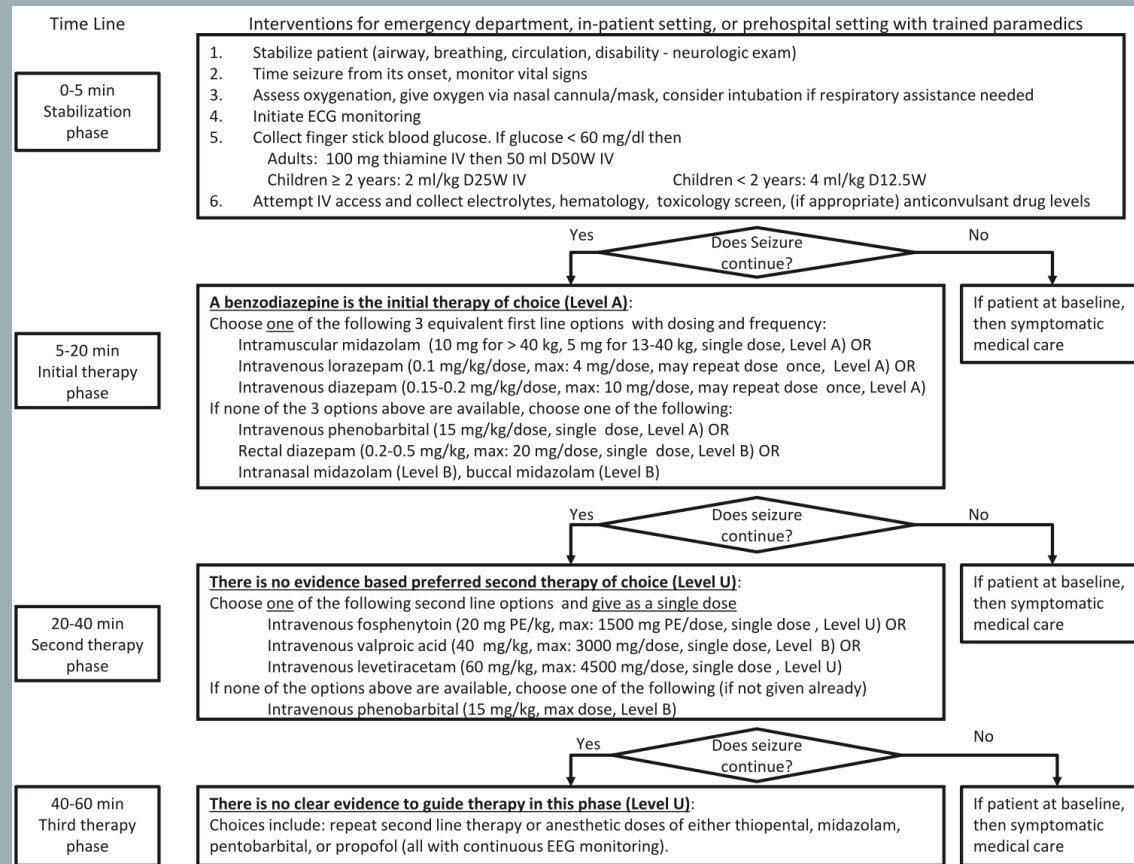 Time Line
Interventions for emergency department, in-patient setting, or prehospital setting with trained paramedics
0-5 min
Stabilization
phase
1. Stabilize patient (airway, breathing, circulation, disability - neurologic exam)
2. Time seizure from its onset, monitor vital signs
3. Assess oxygenation, give oxygen via nasal cannula/mask, consider intubation if respiratory assistance needed
4. Initiate ECG monitoring
5. Collect finger stick blood glucose. If glucose < 60 mg/dl then
Adults: 100 mg thiamine IV then 50 ml D50W IV
Children ≥ 2 years: 2 ml/kg D25W IV Children < 2 years: 4 ml/kg D12.5W
6. Attempt IV access and collect electrolytes, hematology, toxicology screen, (if appropriate) anticonvulsant drug levels
Yes
Does Seizure
continue?
No
5-20 min
Initial therapy
phase
A benzodiazepine is the initial therapy of choice (Level A):
Choose one of the following 3 equivalent first line options with dosing and frequency:
Intramuscular midazolam (10 mg for > 40 kg, 5 mg for 13-40 kg, single dose, Level A) OR
Intravenous lorazepam (0.1 mg/kg/dose, max: 4 mg/dose, may repeat dose once, Level A) OR
Intravenous diazepam (0.15-0.2 mg/kg/dose, max: 10 mg/dose, may repeat dose once, Level A)
If none of the 3 options above are available, choose one of the following:
Intravenous phenobarbital (15 mg/kg/dose, single dose, Level A) OR
Rectal diazepam (0.2-0.5 mg/kg, max: 20 mg/dose, single dose, Level B) OR
Intranasal midazolam (Level B), buccal midazolam (Level B)
If patient at baseline,
then symptomatic
medical care
Yes
Does seizure
continue?
No
20-40 min
Second therapy
phase
There is no evidence based preferred second therapy of choice (Level U):
Choose one of the following second line options and give as a single dose
Intravenous fosphenytoin (20 mg PE/kg, max: 1500 mg PE/dose, single dose , Level U) OR
Intravenous valproic acid (40 mg/kg, max: 3000 mg/dose, single dose, Level B) OR
Intravenous levetiracetam (60 mg/kg, max: 4500 mg/dose, single dose , Level U)
If none of the options above are available, choose one of the following (if not given already)
Intravenous phenobarbital (15 mg/kg, max dose, Level B)
If patient at baseline,
then symptomatic
medical care
Yes
Does seizure
continue?
No
40-60 min
Third therapy
phase
There is no clear evidence to guide therapy in this phase (Level U):
Choices include: repeat second line therapy or anesthetic doses of either thiopental, midazolam,
pentobarbital, or propofol (all with continuous EEG monitoring).
If patient at baseline,
then symptomatic
medical care